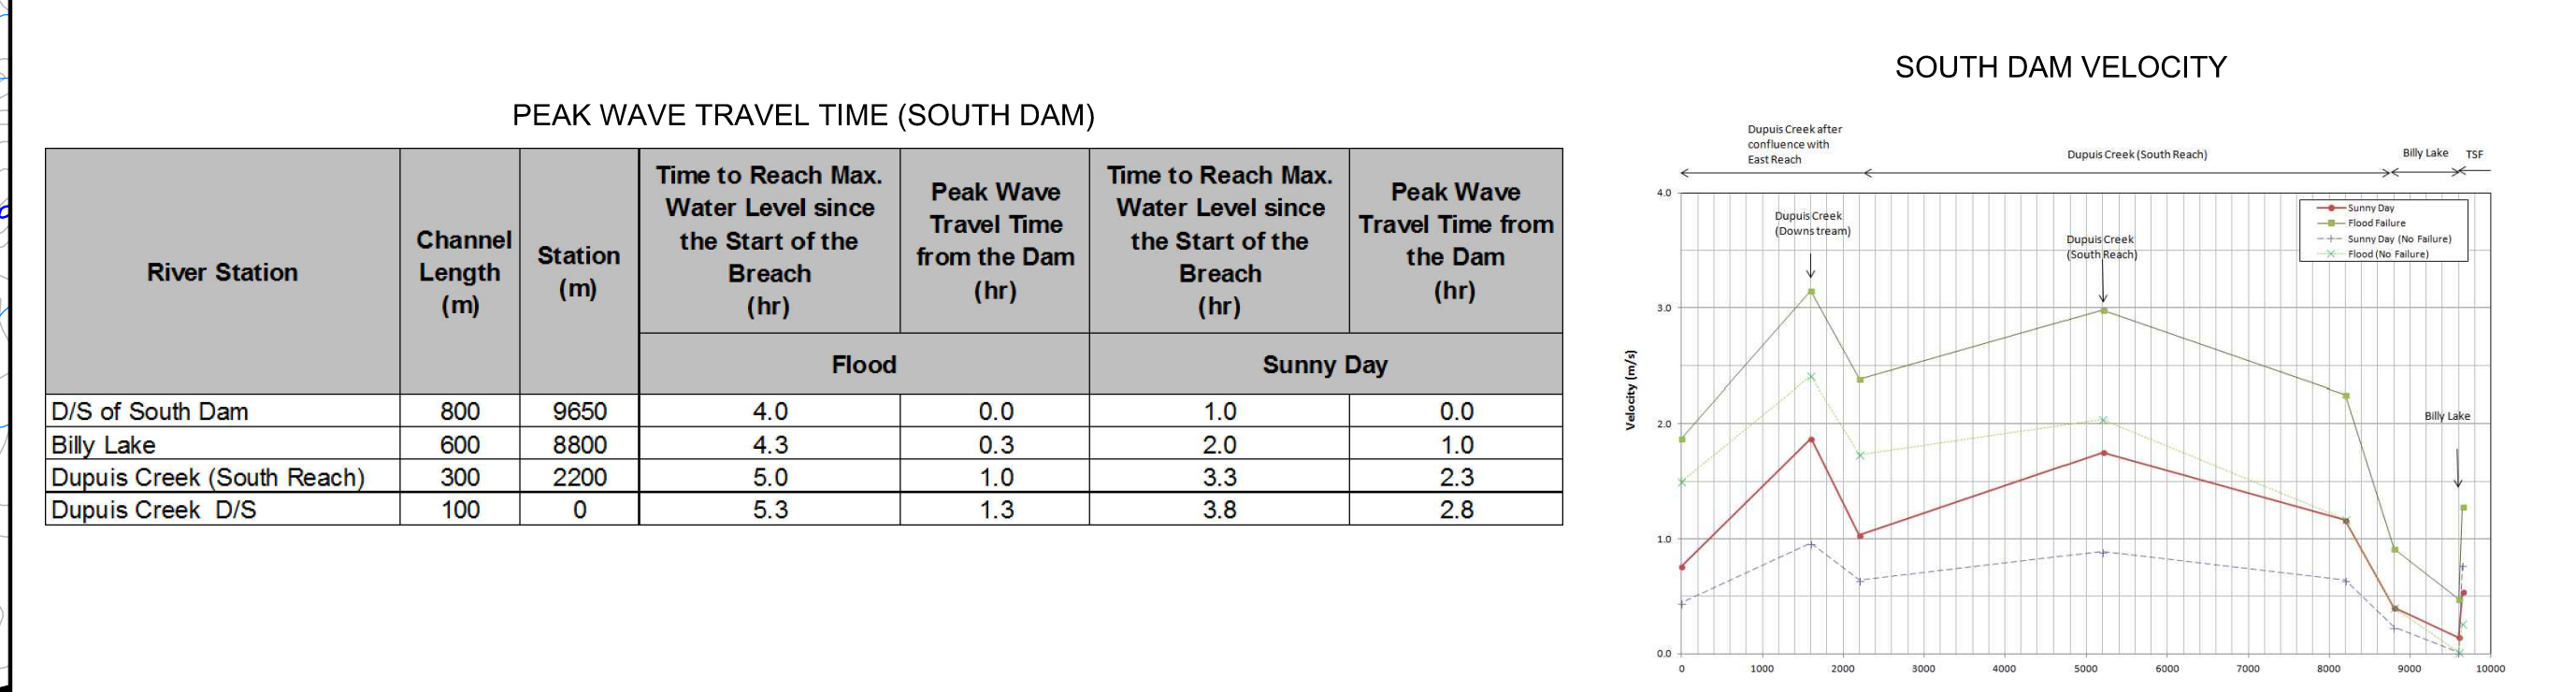 PEAK WAVE TRAVEL TIME (SOUTH DAM)
River Station
Channel
Length
(m)
Station
(m)
Time to Reach Max.
Water Level since
the Start of the
Breach
(hr)
Peak Wave
Travel Time
from the Dam
(hr)
Time to Reach Max.
Water Level since
the Start of the
Breach
(hr)
Peak Wave
Travel Time from
the Dam
(hr)
Flood
Sunny Day
D/S of South Dam 800 9650 4.0 0.0 1.0 0.0
Billy Lake 600 8800 4.3 0.3 2.0 1.0
Dupuis Creek (South Reach) 300 2200 5.0 1.0 3.3 2.3
Dupuis Creek D/S 100 0 5.3 1.3 3.8 2.8
SOUTH DAM VELOCITY
Dupuis Creek after
confluence with
East Reach
Dupuis Creek (South Reach)
Billy Lake
TSF
Dupuis Creek
(Downs tream)
Dupuis Creek
(South Reach)
Sunny Day
Flood Failure
Sunny Day (No Failure)
Flood (No Failure)
Billy Lake
Velocity (m/s)
4.0
3.0
2.0
1.0
0.0
0 1000 2000 3000 4000 5000 6000 7000 8000 9000 10000